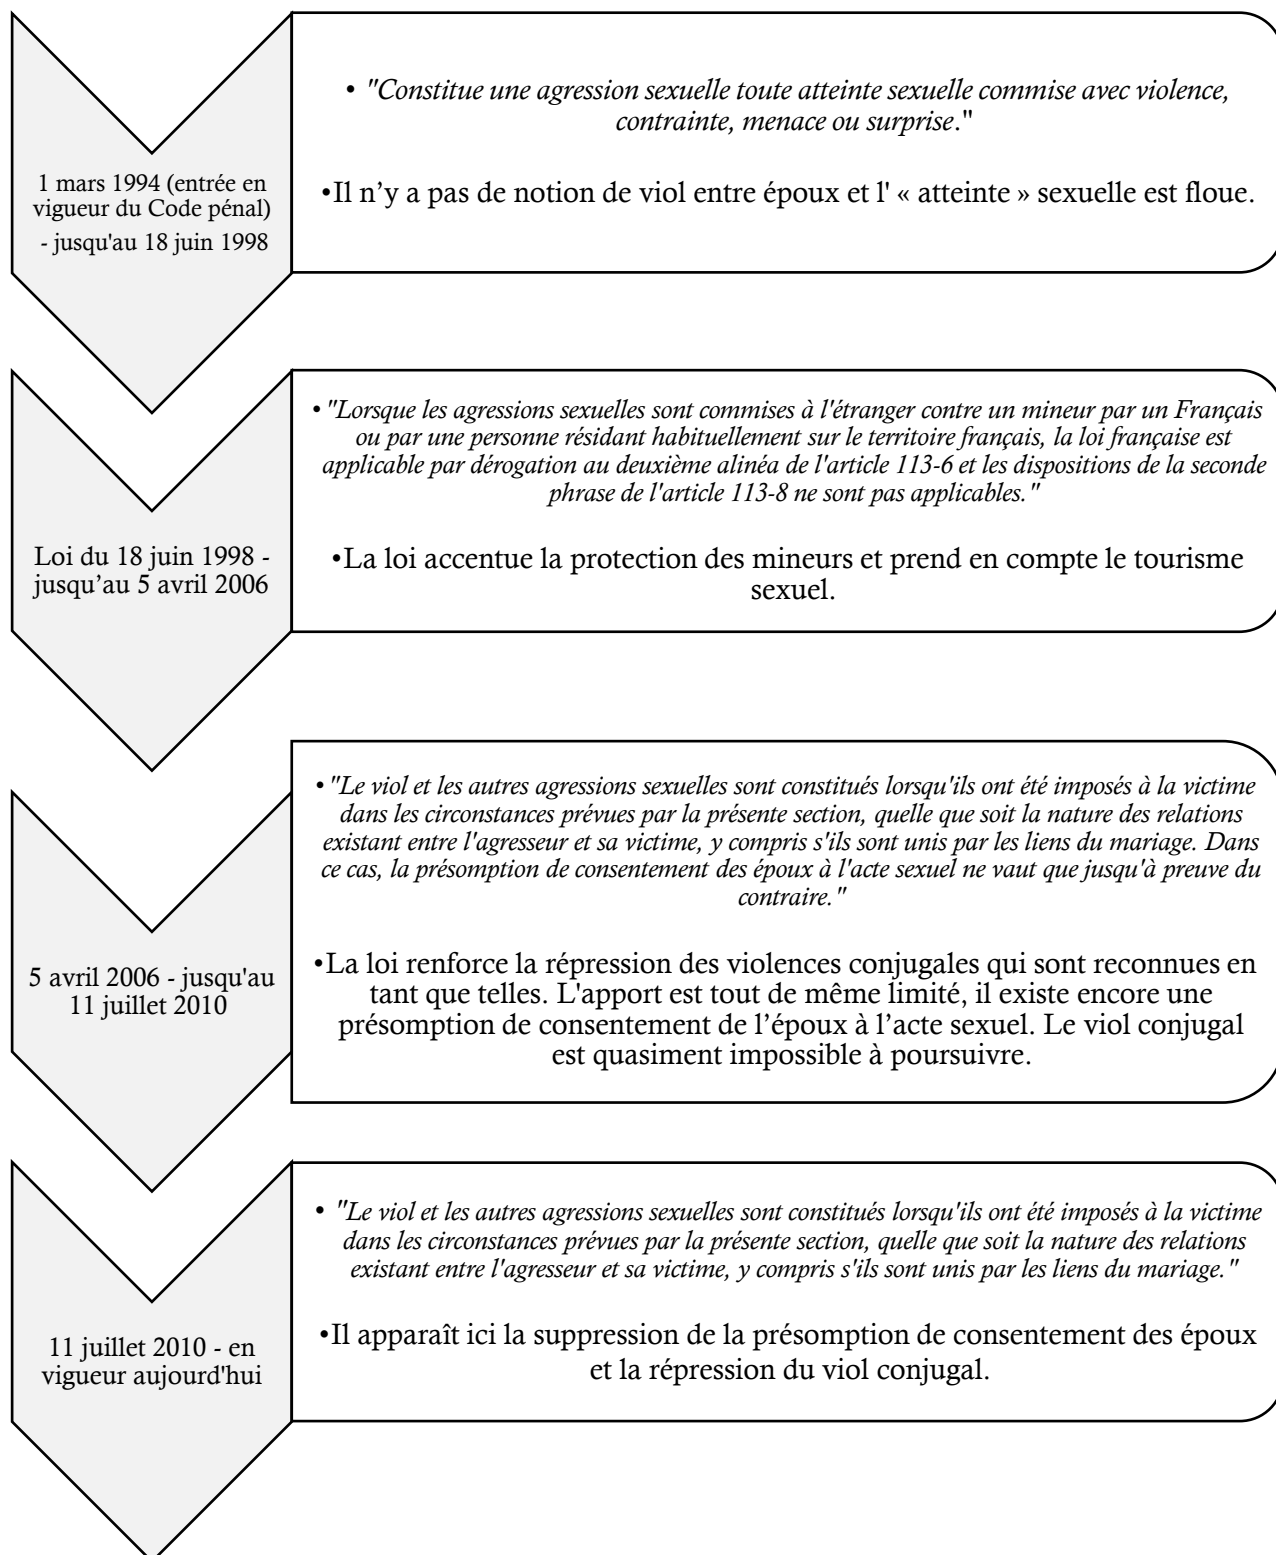 1 mars 1994 (entrée en
vigueur du Code pénal)
- jusqu'au 18 juin 1998
• "Constitue une agression sexuelle toute atteinte sexuelle commise avec violence,
contrainte, menace ou surprise."
•Il n’y a pas de notion de viol entre époux et l' « atteinte » sexuelle est floue.
Loi du 18 juin 1998 -
jusqu’au 5 avril 2006
• "Lorsque les agressions sexuelles sont commises à l'étranger contre un mineur par un Français
ou par une personne résidant habituellement sur le territoire français, la loi française est
applicable par dérogation au deuxième alinéa de l'article 113-6 et les dispositions de la seconde
phrase de l'article 113-8 ne sont pas applicables."
•La loi accentue la protection des mineurs et prend en compte le tourisme
sexuel.
5 avril 2006 - jusqu'au
11 juillet 2010
• "Le viol et les autres agressions sexuelles sont constitués lorsqu'ils ont été imposés à la victime
dans les circonstances prévues par la présente section, quelle que soit la nature des relations
existant entre l'agresseur et sa victime, y compris s'ils sont unis par les liens du mariage. Dans
ce cas, la présomption de consentement des époux à l'acte sexuel ne vaut que jusqu'à preuve du
contraire."
•La loi renforce la répression des violences conjugales qui sont reconnues en
tant que telles. L'apport est tout de même limité, il existe encore une
présomption de consentement de l’époux à l’acte sexuel. Le viol conjugal
est quasiment impossible à poursuivre.
11 juillet 2010 - en
vigueur aujourd'hui
• "Le viol et les autres agressions sexuelles sont constitués lorsqu'ils ont été imposés à la victime
dans les circonstances prévues par la présente section, quelle que soit la nature des relations
existant entre l'agresseur et sa victime, y compris s'ils sont unis par les liens du mariage."
•Il apparaît ici la suppression de la présomption de consentement des époux
et la répression du viol conjugal.